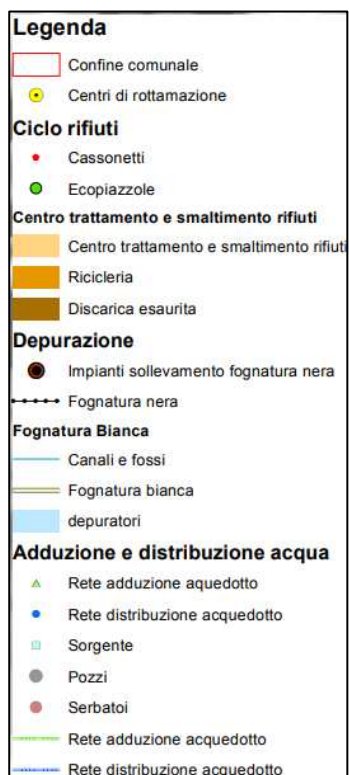 Legenda
Confine comunale
Centri di rottamazione
Ciclo rifiuti
Cassonetti
Ecopiazzole
Centro trattamento e smaltimento rifiuti
Centro trattamento e smaltimento rifiuti
Ricicleria
Discarica esaurita
Depurazione
Impianti sollevamento fognatura nera
Fognatura nera
Fognatura Bianca
Canali e fossi
Fognatura bianca
depuratori
Adduzione e distribuzione acqua
Rete adduzione aquedotto
Rete distribuzione acquedotto
Sorgente
Pozzi
Serbatoi
Rete adduzione acquedotto
Rete distribuzione acquedotto